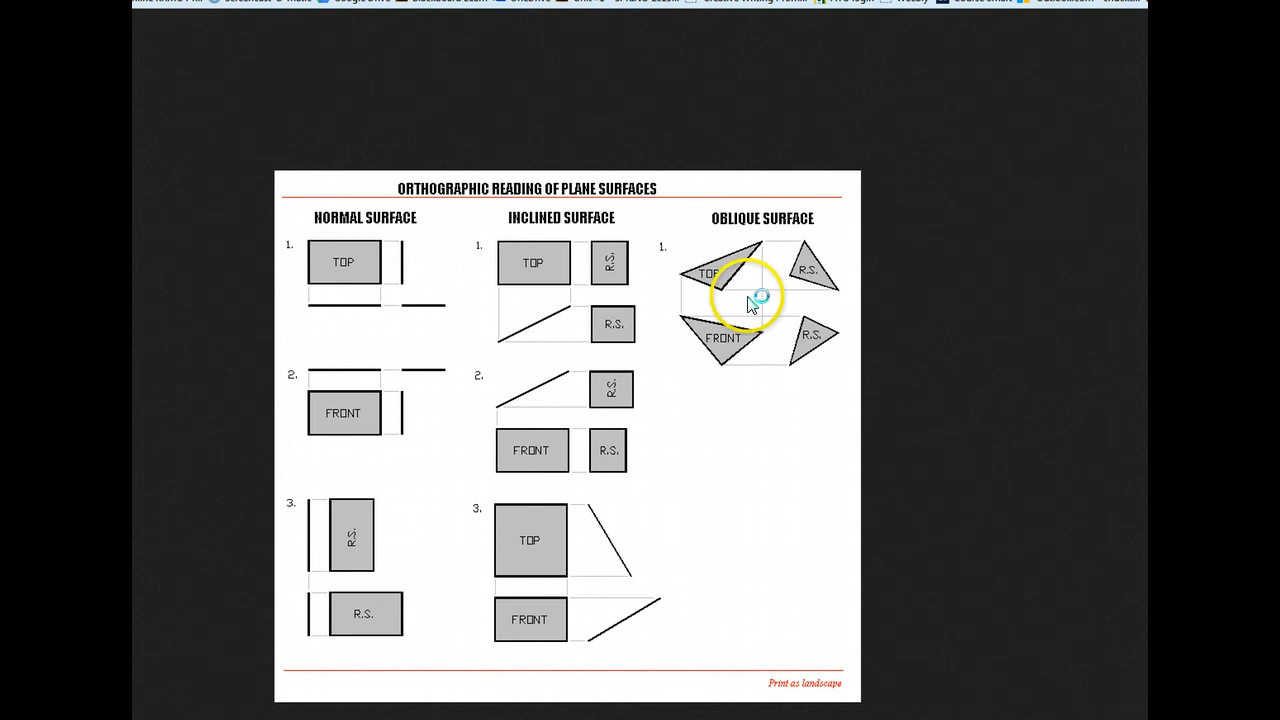 ORTHOGRAPHIC READING OF PLANE SURFACES
NORMAL SURFACE
1.
TOP
2.
FRONT
3.
R.S.
R.S.
INCLINED SURFACE
1.
TOP
R.S.
R.S.
2.
R.S.
FRONT
R.S.
3.
TOP
FRONT
OBLIQUE SURFACE
1.
TOP
R.S.
FRONT
R.S.
Print as landscape